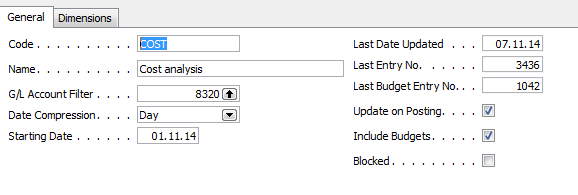 General Dimensions
Code . . . . . . . . . . COST
Name. . . . . . . . . . Cost analysis
G/L Account Filter . . . . 8320
Date Compression. . . . . Day
Starting Date . . . . . . 01.11.14
Last Date Updated . . . 07.11.14
Last Entry No. . . . . . 3436
Last Budget Entry No.. . . 1042
Update on Posting. . . .
Include Budgets. . . . .
Blocked . . . . . . . . .